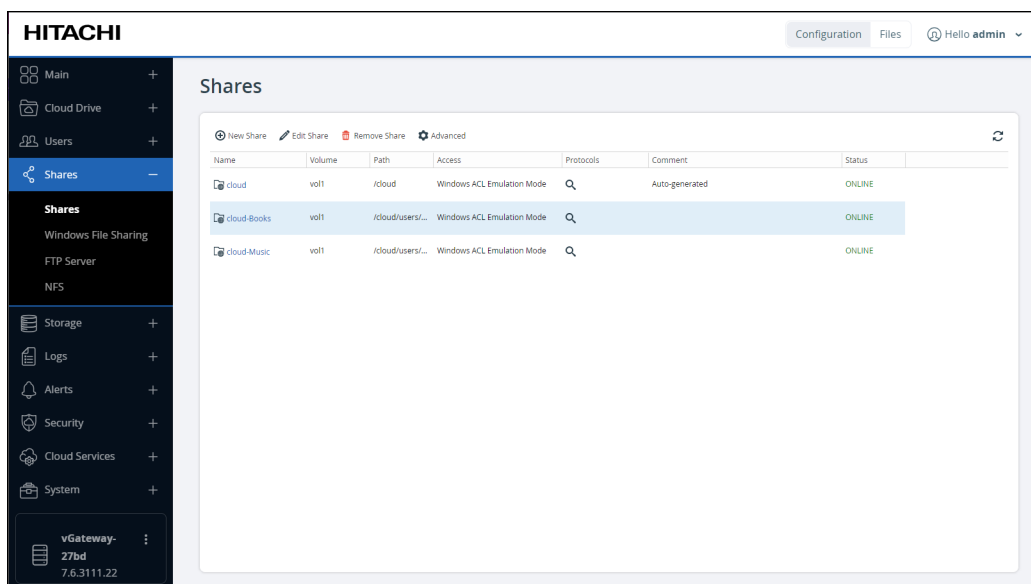 HITACHI
Configuration Files Hello admin
Main
Cloud Drive
Users
Shares
Shares
Windows File Sharing
FTP Server
NFS
Storage
Logs
Alerts
Security
Cloud Services
System
vGateway-
27bd
7.6.3111.22
Shares
New Share Edit Share Remove Share Advanced
Name Volume Path Access Protocols Comment Status
cloud vol1 /cloud Windows ACL Emulation Mode Auto-generated ONLINE
cloud-Books vol1 /cloud/users/... Windows ACL Emulation Mode ONLINE
cloud-Music vol1 /cloud/users/... Windows ACL Emulation Mode ONLINE